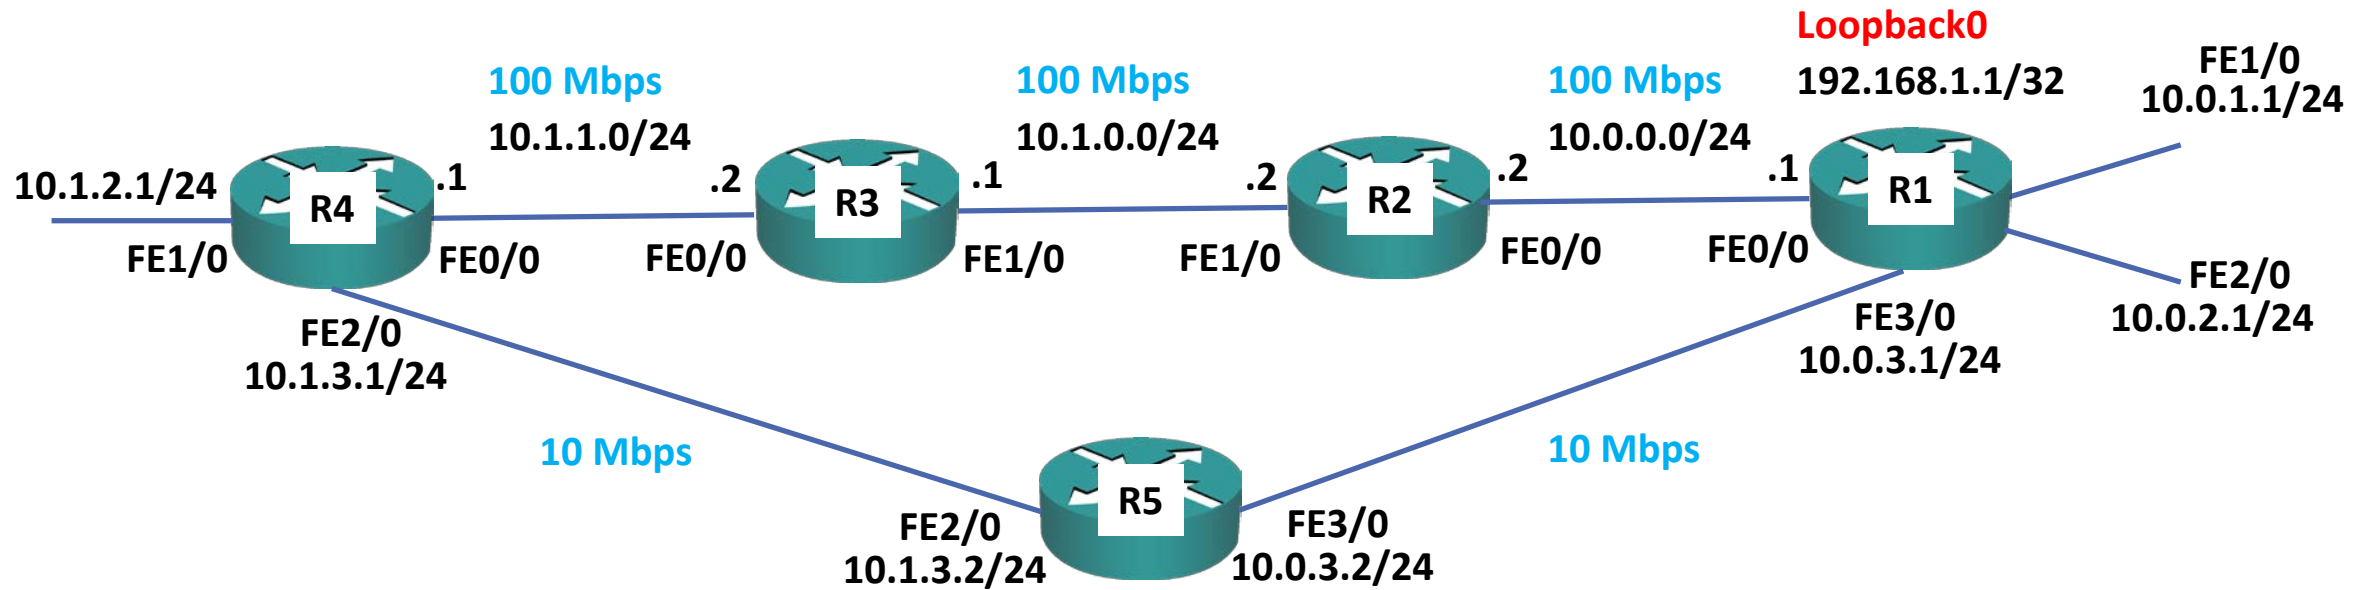 Loopback0
192.168.1.1/32
FE1/0
10.0.1.1/24
100 Mbps
10.1.1.0/24
100 Mbps
10.1.0.0/24
100 Mbps
10.0.0.0/24
10.1.2.1/24
FE1/0
R4
.1
FE0/0
.2
FE0/0
R3
.1
FE1/0
.2
FE1/0
R2
.2
FE0/0
.1
FE0/0
R1
FE2/0
10.0.2.1/24
FE2/0
10.1.3.1/24
FE3/0
10.0.3.1/24
10 Mbps
10 Mbps
R5
FE2/0
10.1.3.2/24
FE3/0
10.0.3.2/24